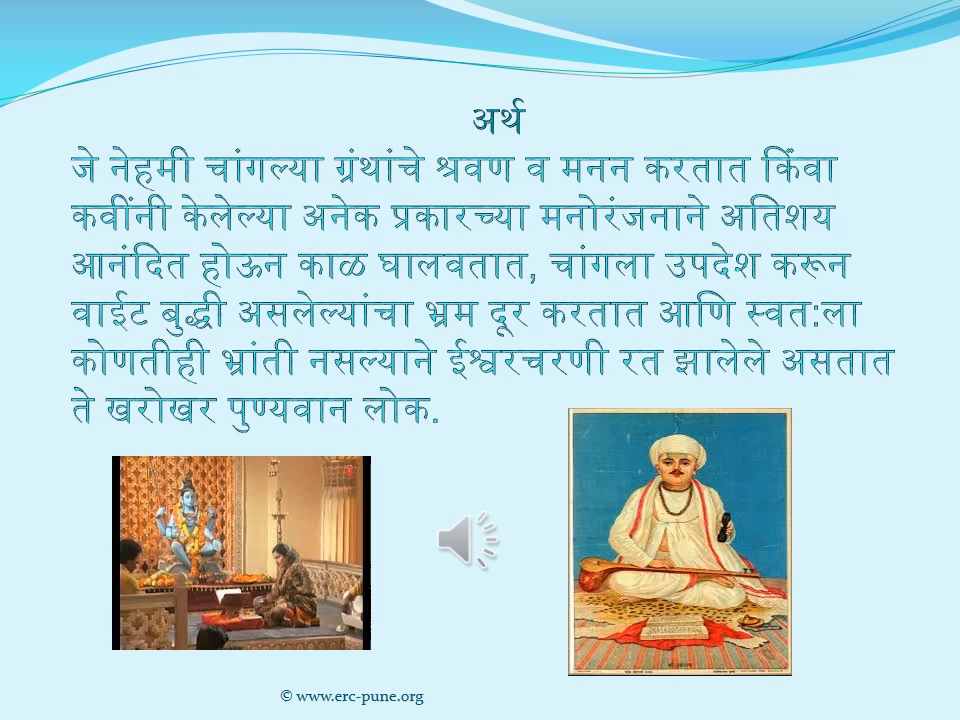 अर्थ
जे नेहमी चांगल्या ग्रंथांचे श्रवण व मनन करतात किंवा
कवींनी केलेल्या अनेक प्रकारच्या मनोरंजनाने अतिशय
आनंदित होऊन काळ घालवतात, चांगला उपदेश करून
वाईट बुद्धी असलेल्यांचा भ्रम दूर करतात आणि स्वत:ला
कोणतीही भ्रांती नसल्याने ईश्वरचरणी रत झालेले असतात
ते खरोखर पुण्यवान लोक.
© www.erc-pune.org